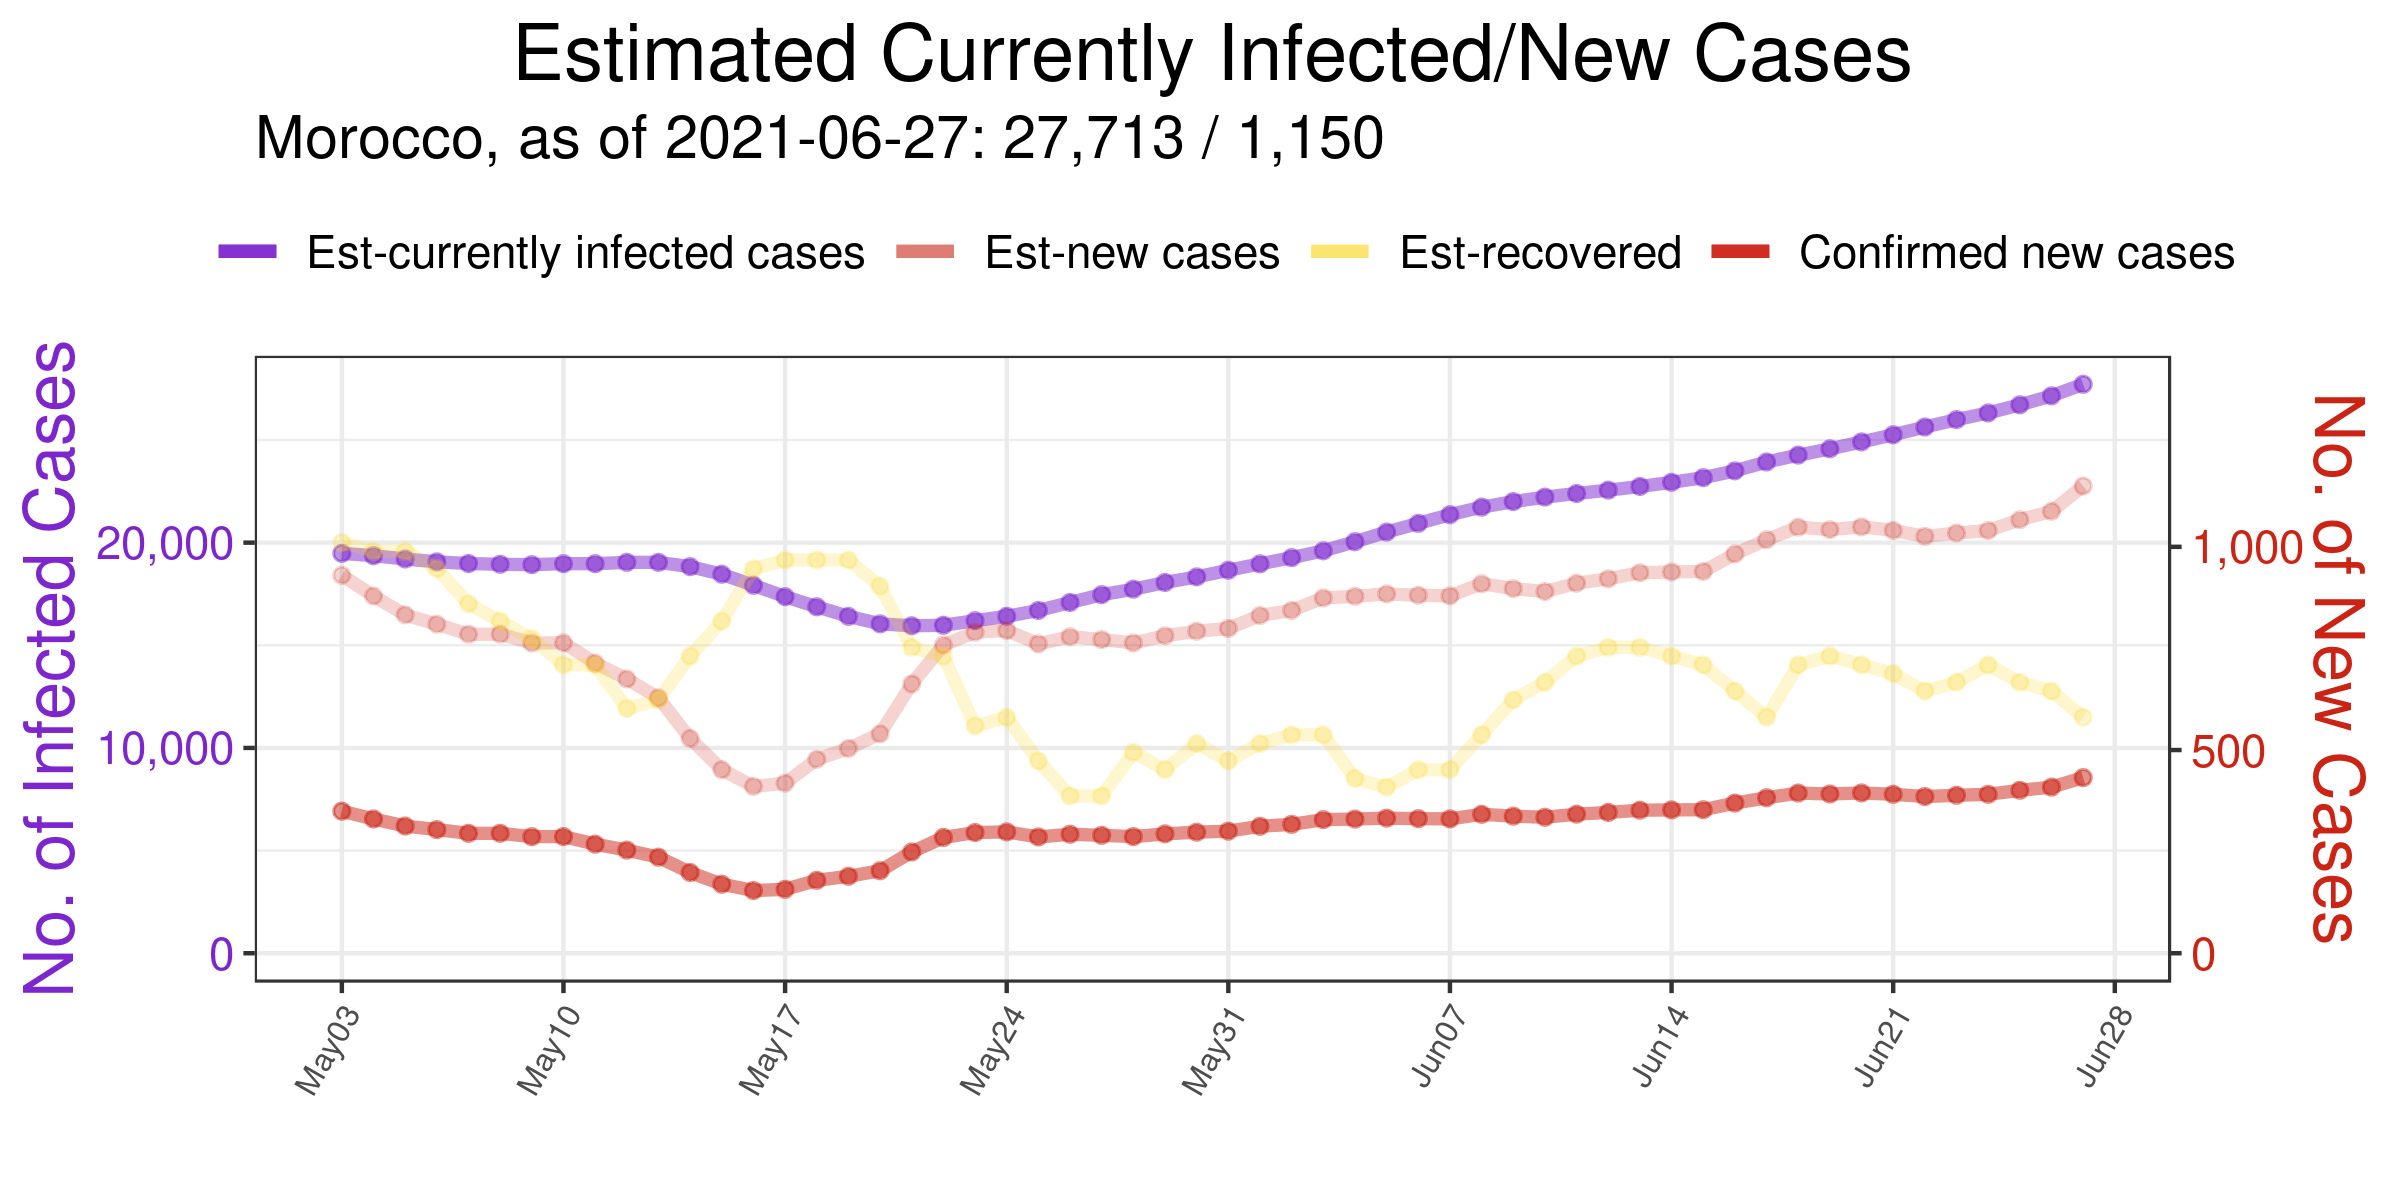 Estimated Currently Infected/New Cases
Morocco, as of 2021-06-27: 27,713 / 1,150
Est-currently infected cases Est-new cases Est-recovered Confirmed new cases
No. of Infected Cases
20,000
10,000
0
No. of New Cases
1,000
500
0
May03 May10 May17 May24 May31 Jun07 Jun14 Jun21 Jun28